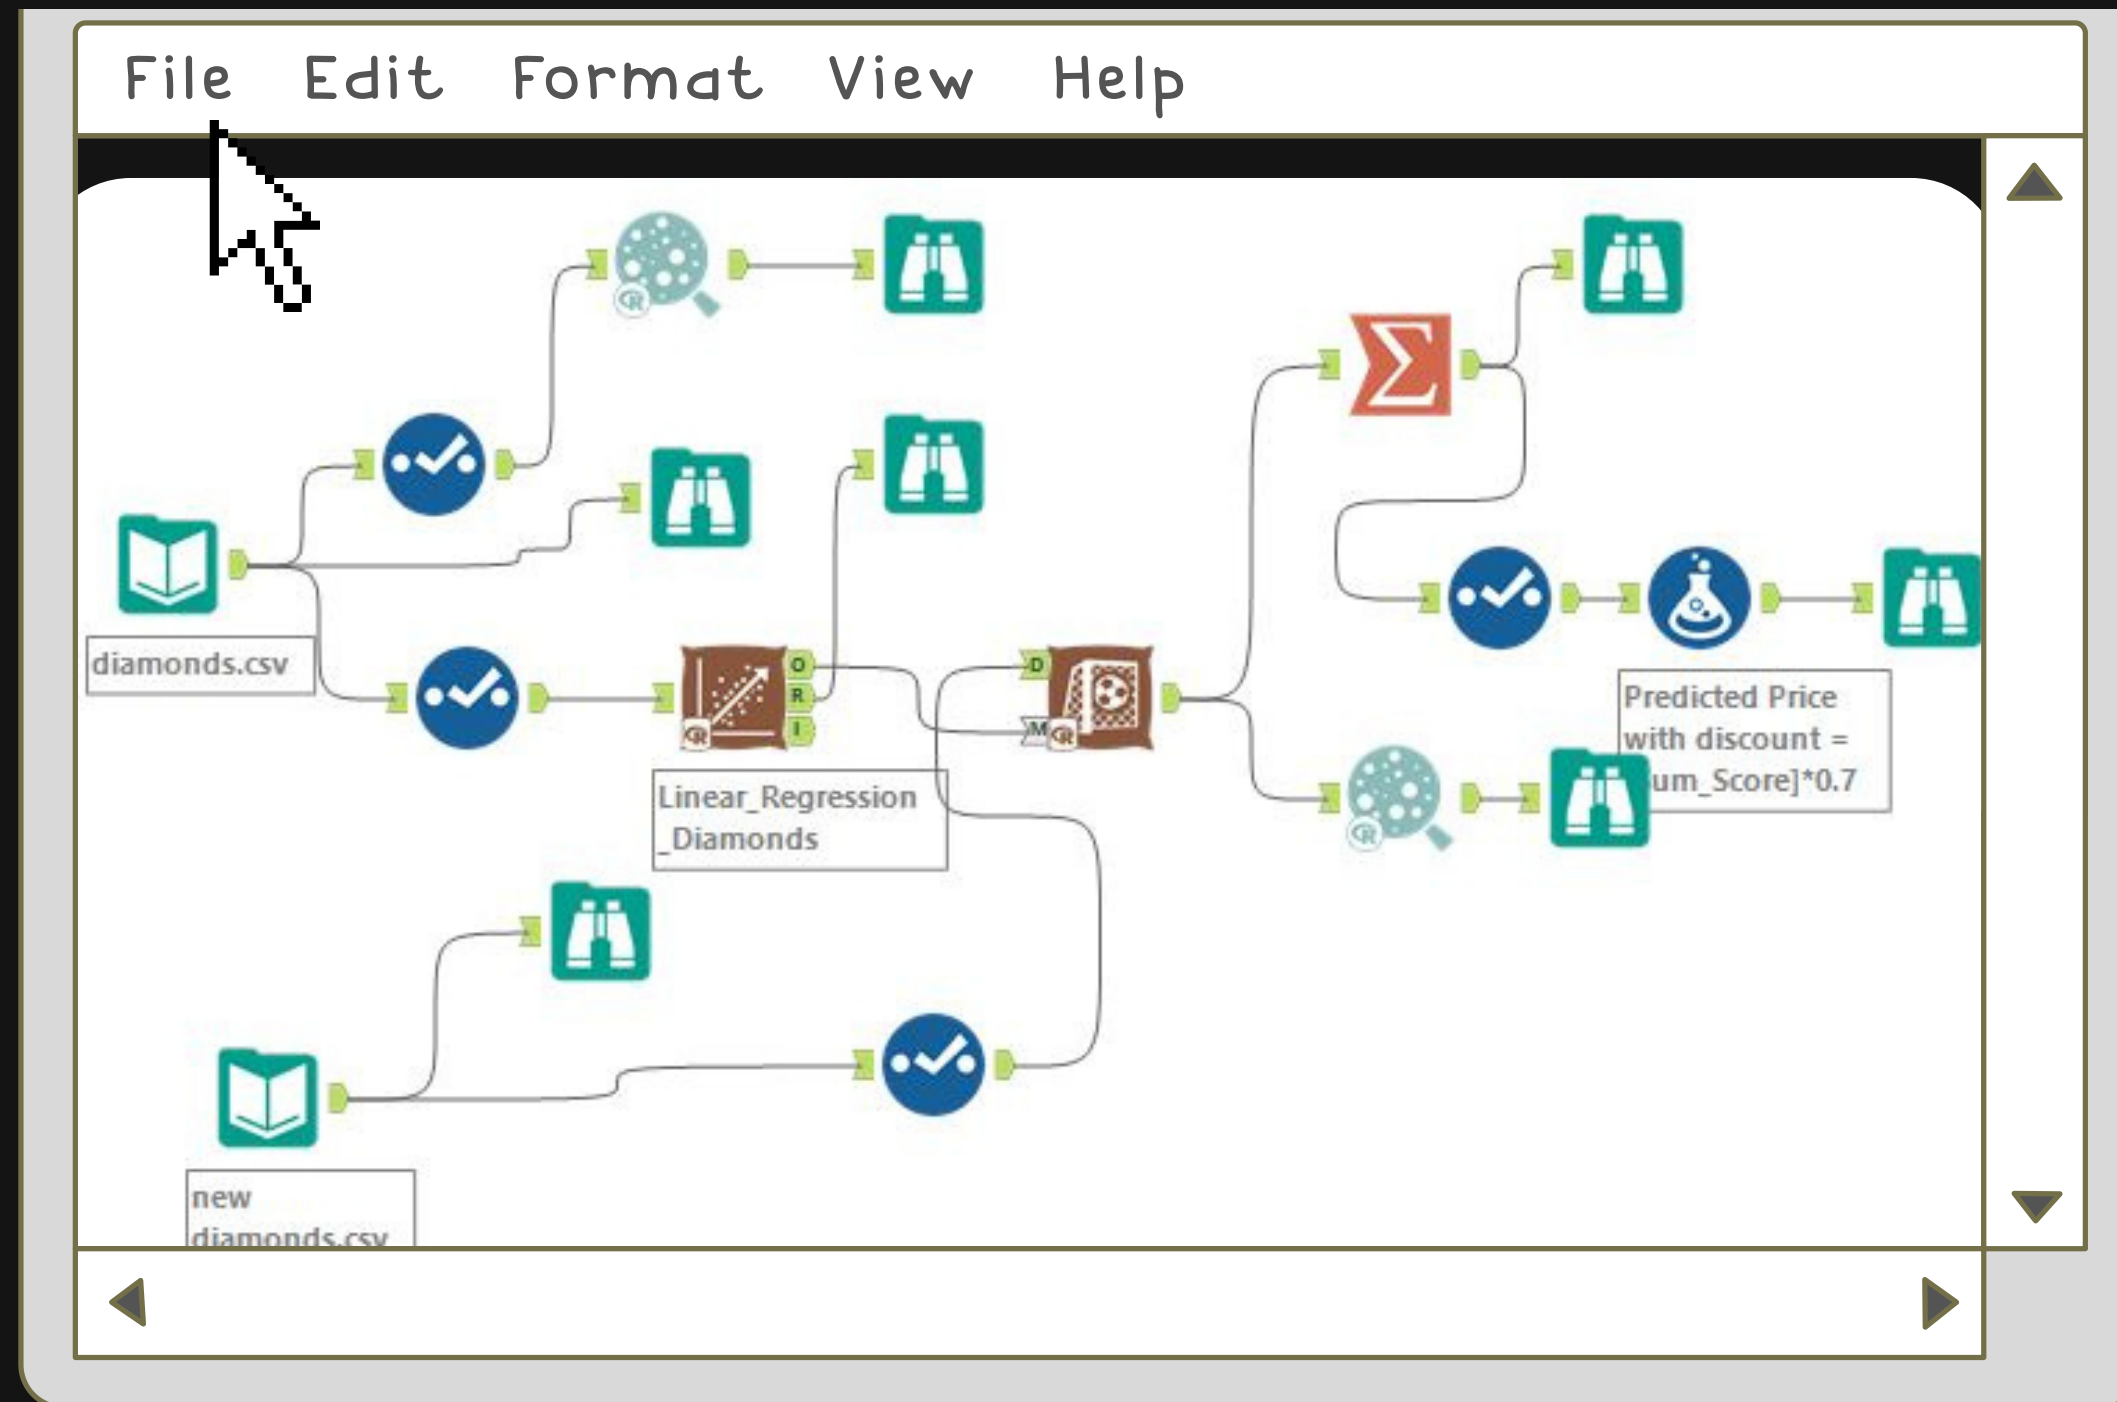 File Edit Format View Help
diamonds.csv
O
R
I
D
M
Linear_Regression
_Diamonds
Predicted Price
with discount =
um_Score]*0.7
new
diamonds.csv